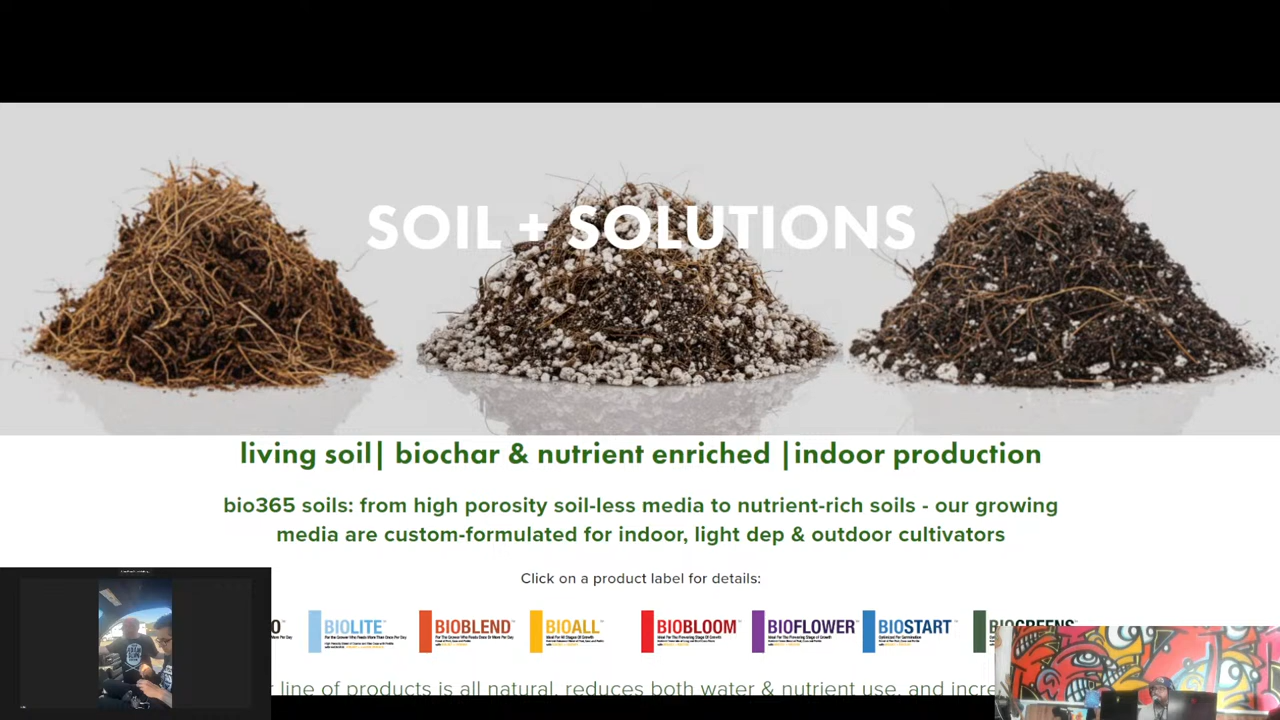 SOIL + SOLUTIONS
living soil| biochar & nutrient enriched |indoor production
bio365 soils: from high porosity soil-less media to nutrient-rich soils - our growing
media are custom-formulated for indoor, light dep & outdoor cultivators
Click on a product label for details:
BIOLITE BIOBLEND BIOALL BIOBLOOM BIOFLOWER BIOSTART BIOGREENS
line of products is all natural, reduces both water & nutrient use, and incre